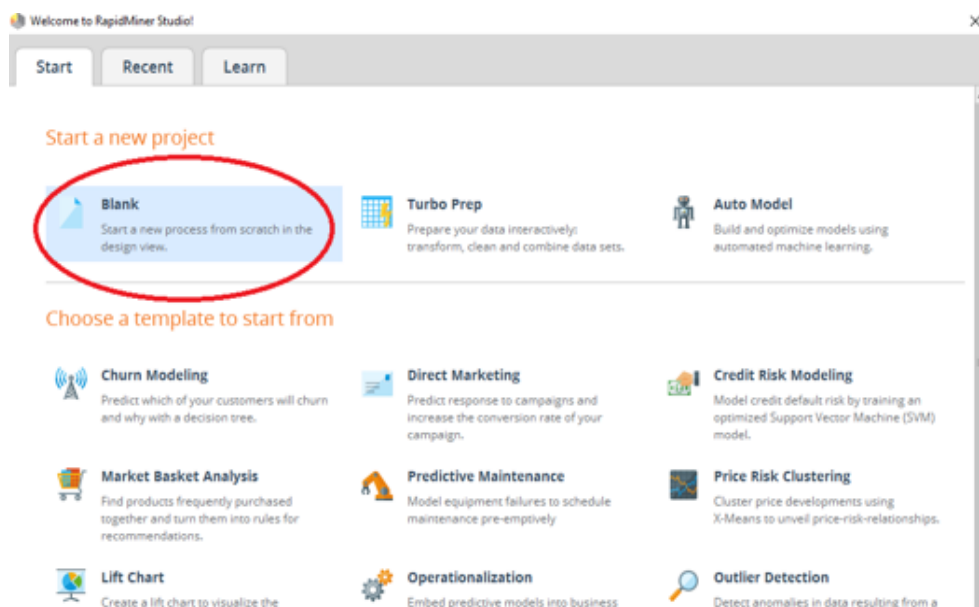 Welcome to RapidMiner Studio!
Start Recent Learn
Start a new project
Blank
Start a new process from scratch in the
design view.
Turbo Prep
Prepare your data interactively:
transform, clean and combine data sets.
Auto Model
Build and optimize models using
automated machine learning.
Choose a template to start from
Churn Modeling
Predict which of your customers will churn
and why with a decision tree.
Direct Marketing
Predict response to campaigns and
increase the conversion rate of your
campaign.
Credit Risk Modeling
Model credit default risk by training an
optimized Support Vector Machine (SVM)
model.
Market Basket Analysis
Find products frequently purchased
together and turn them into rules for
recommendations.
Predictive Maintenance
Model equipment failures to schedule
maintenance pre-emptively
Price Risk Clustering
Cluster price developments using
X-Means to unveil price-risk-relationships.
Lift Chart
Create a lift chart to visualize the
Operationalization
Embed predictive models into business
Outlier Detection
Detect anomalies in data resulting from a